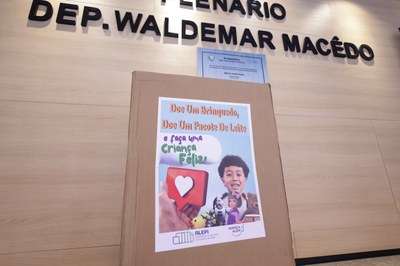 PLENÁRIO
DEP. WALDEMAR MACÊDO
Doe Um Brinquedo,
Doe Um Pacote De Leite
e faça uma
Criança
Feliz!
ALEPI